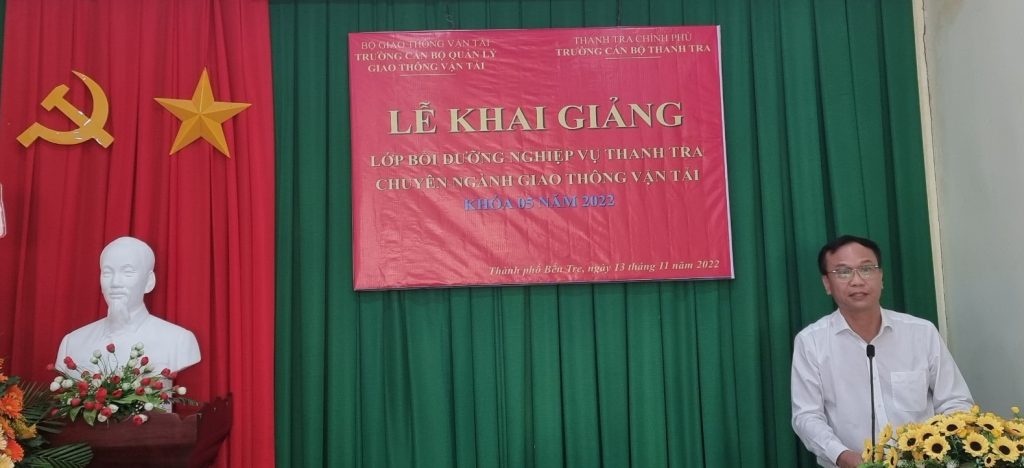 BỘ GIAO THÔNG VẬN TẢI
TRƯỜNG CÁN BỘ QUẢN LÝ
GIAO THÔNG VẬN TẢI
THANH TRA CHÍNH PHỦ
TRƯỜNG CÁN BỘ THANH TRA
LỄ KHAI GIẢNG
LỚP BỒI DƯỠNG NGHIỆP VỤ THANH TRA
CHUYÊN NGÀNH GIAO THÔNG VẬN TẢI
KHÓA 05 NĂM 2022
Thành phố Bến Tre, ngày 13 tháng 11 năm 2022